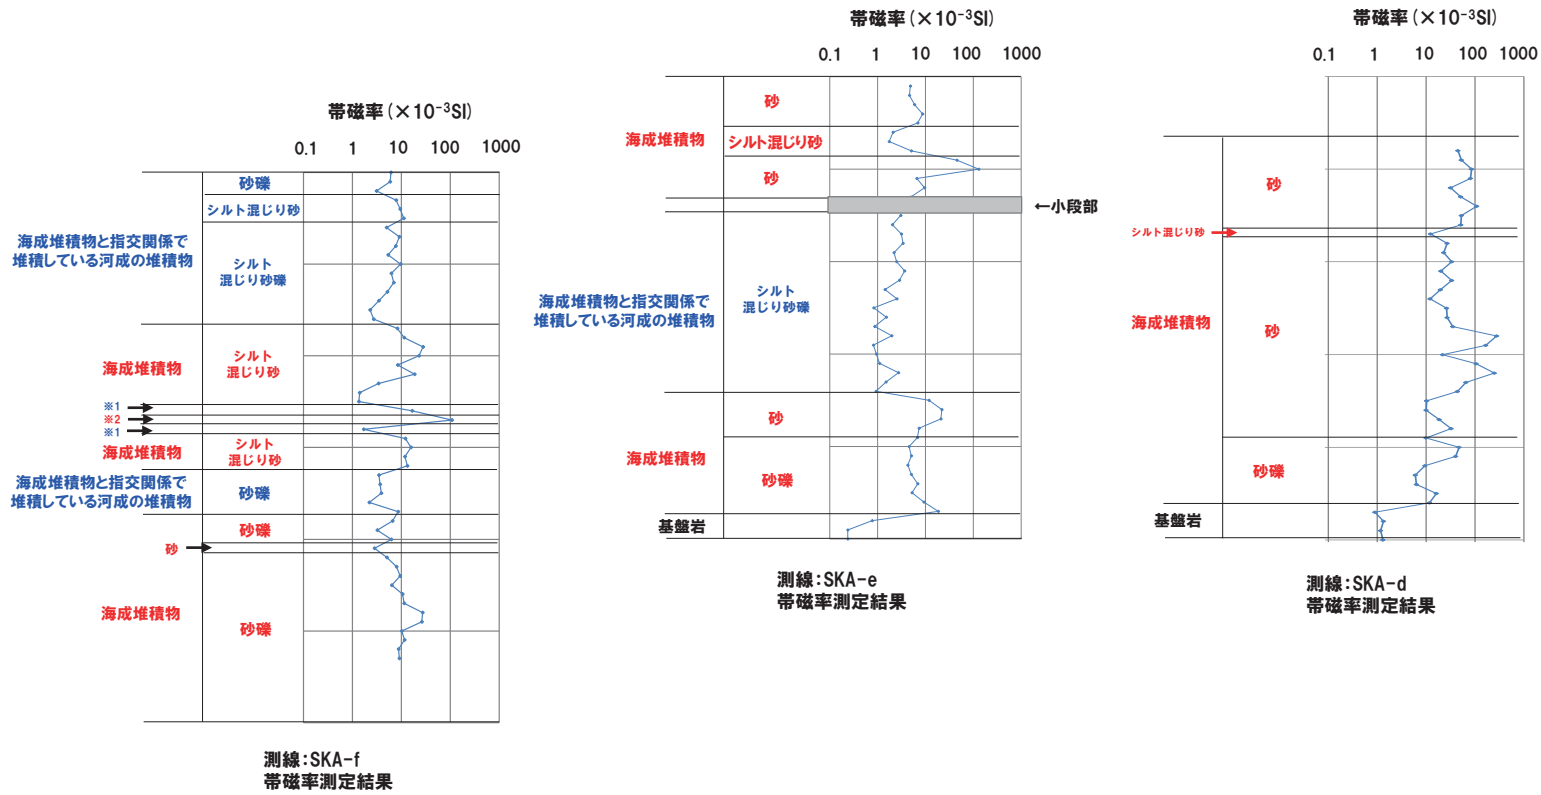 帯磁率(×10⁻³SI)
0.1 1 10 100 1000
砂礫
シルト混じり砂
海成堆積物と指交関係で
堆積している河成の堆積物
シルト
混じり砂礫
海成堆積物
シルト
混じり砂
※1
※2
※1
海成堆積物
シルト
混じり砂
海成堆積物と指交関係で
堆積している河成の堆積物
砂礫
砂礫
砂
海成堆積物
砂礫
測線:SKA-f
帯磁率測定結果
帯磁率(×10⁻³SI)
0.1 1 10 100 1000
砂
海成堆積物
シルト混じり砂
砂
←小段部
海成堆積物と指交関係で
堆積している河成の堆積物
シルト
混じり砂礫
砂
海成堆積物
砂礫
基盤岩
測線:SKA-e
帯磁率測定結果
帯磁率(×10⁻³SI)
0.1 1 10 100 1000
砂
シルト混じり砂
海成堆積物
砂
砂礫
基盤岩
測線:SKA-d
帯磁率測定結果